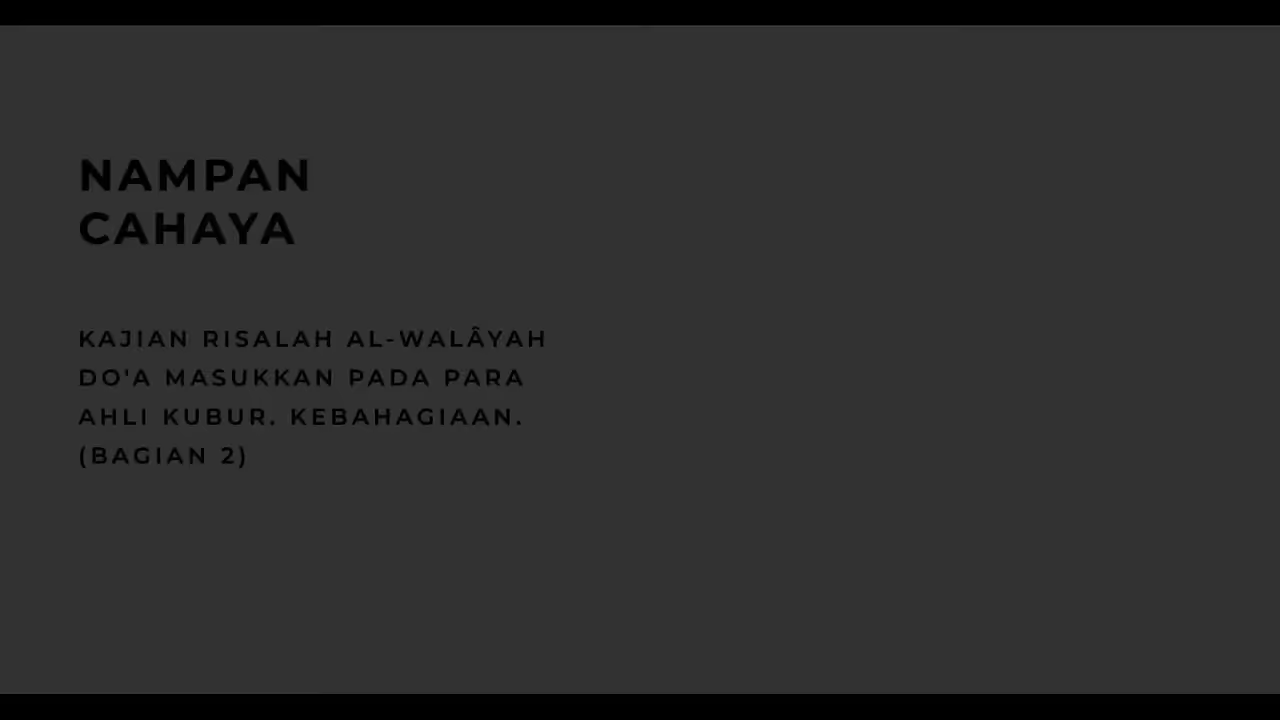 NAMPAN
CAHAYA
KAJIAN RISALAH AL-WALÂYAH
DO'A MASUKKAN PADA PARA
AHLI KUBUR. KEBAHAGIAAN.
(BAGIAN 2)